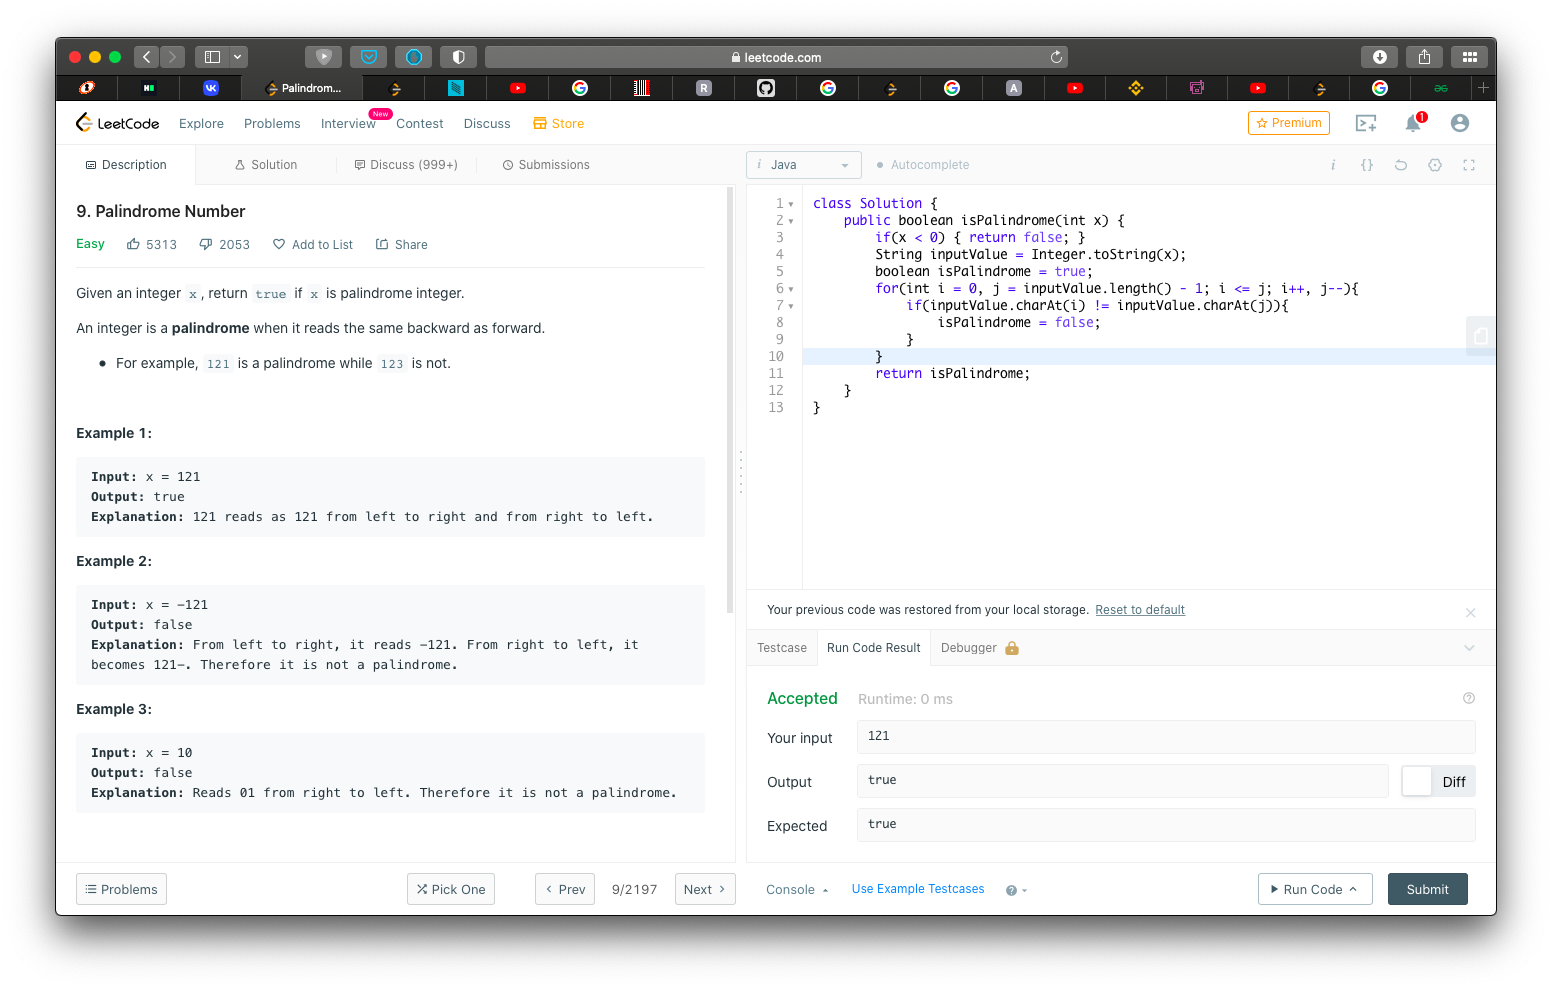 leetcode.com
Palindrom...
LeetCode
Explore
Problems
Interview
New
Contest
Discuss
Store
Premium
1
Description
Solution
Discuss (999+)
Submissions
i Java
Autocomplete
i
{}
9. Palindrome Number
Easy
5313
2053
Add to List
Share
Given an integer x, return true if x is palindrome integer.
An integer is a palindrome when it reads the same backward as forward.
• For example, 121 is a palindrome while 123 is not.
Example 1:
Input: x = 121
Output: true
Explanation: 121 reads as 121 from left to right and from right to left.
Example 2:
Input: x = -121
Output: false
Explanation: From left to right, it reads -121. From right to left, it
becomes 121-. Therefore it is not a palindrome.
Example 3:
Input: x = 10
Output: false
Explanation: Reads 01 from right to left. Therefore it is not a palindrome.
Problems
Pick One
Prev
9/2197
Next
1 class Solution {
2 public boolean isPalindrome(int x) {
3 if(x < 0) { return false; }
4 String inputValue = Integer.toString(x);
5 boolean isPalindrome = true;
6 for(int i = 0, j = inputValue.length() - 1; i <= j; i++, j--){
7 if(inputValue.charAt(i) != inputValue.charAt(j)){
8 isPalindrome = false;
9 }
10 }
11 return isPalindrome;
12 }
13 }
Your previous code was restored from your local storage. Reset to default
Testcase
Run Code Result
Debugger
Accepted
Runtime: 0 ms
Your input
121
Output
true
Diff
Expected
true
Console
Use Example Testcases
Run Code
Submit